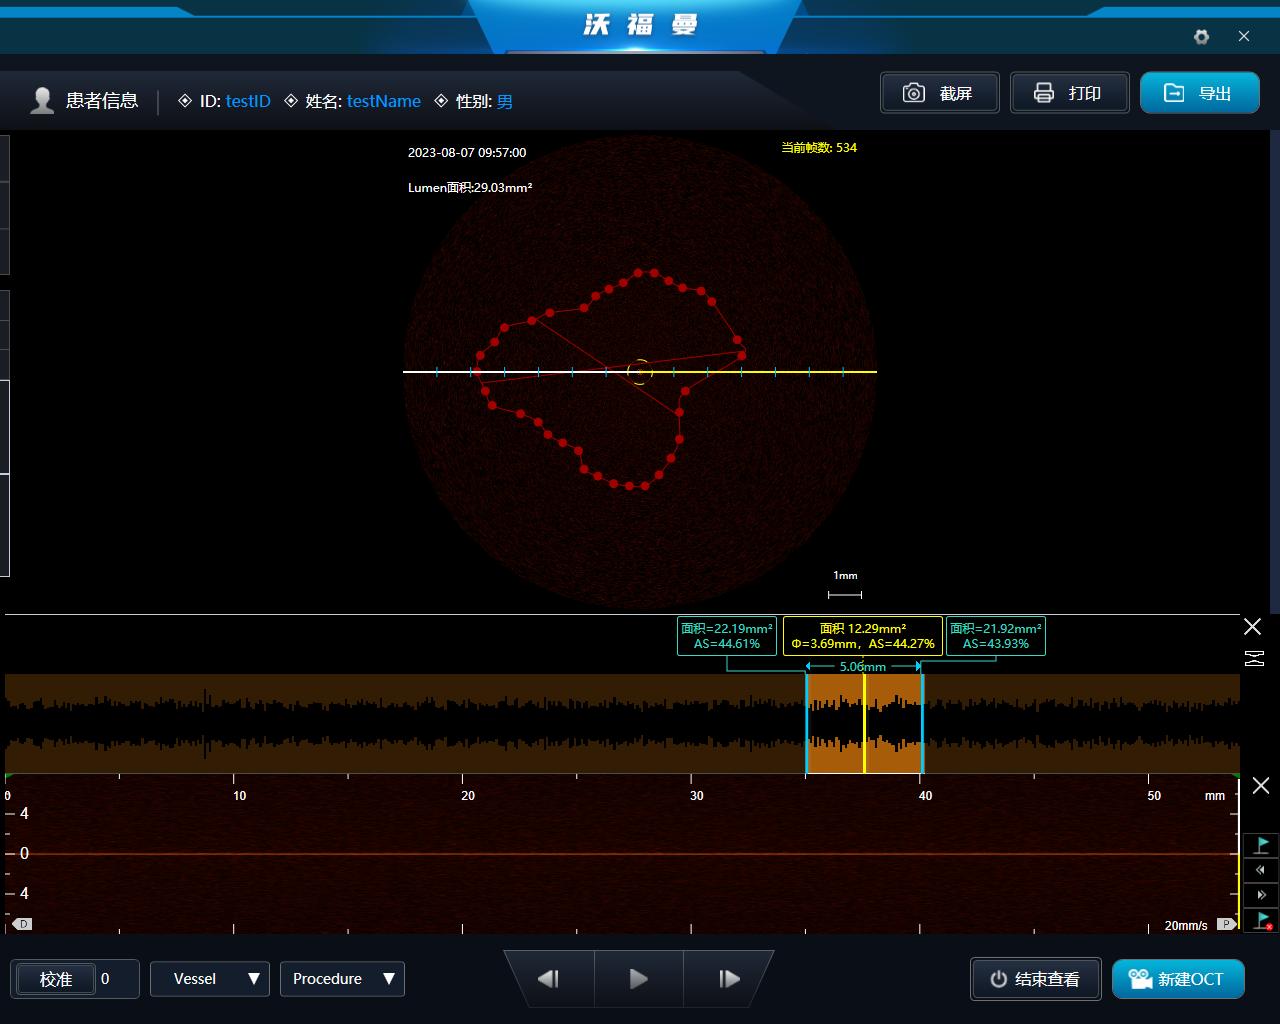 沃福曼
患者信息 ID: testID 姓名: testName 性别: 男
截屏 打印 导出
2023-08-07 09:57:00
当前帧数: 534
Lumen面积:29.03mm²
1mm
面积=22.19mm²
AS=44.61%
面积 12.29mm²
Φ=3.69mm，AS=44.27%
面积=21.92mm²
AS=43.93%
5.06mm
0 10 20 30 40 50 mm
4
0
4
D
20mm/s P
校准 0 Vessel Procedure 结束查看 新建OCT